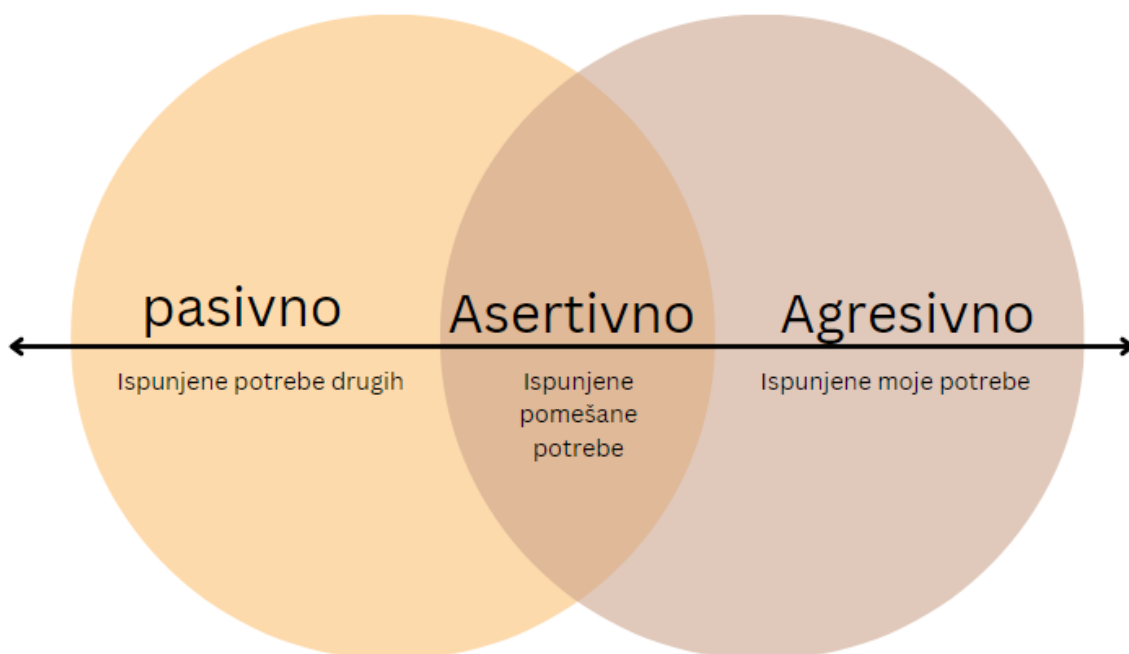 pasivno
Asertivno
Agresivno
Ispunjene potrebe drugih
Ispunjene
pomešane
potrebe
Ispunjene moje potrebe